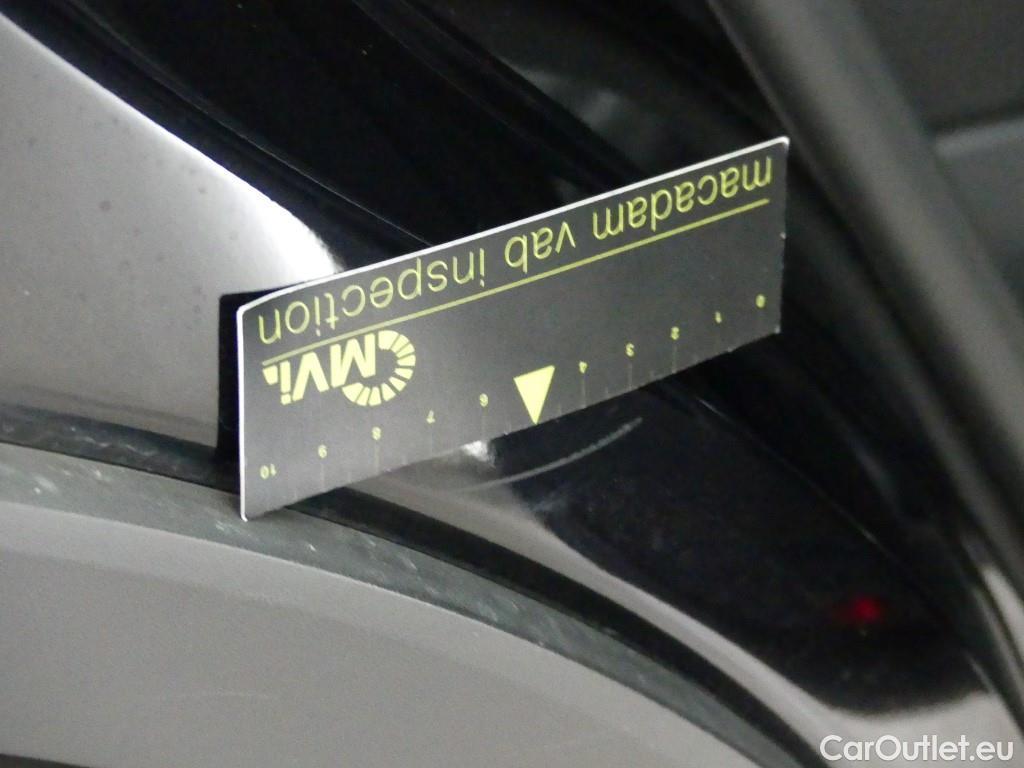 macadam vab inspection
CMVi.
0 1 2 3 4 6 7 8 9 10
CarOutlet.eu